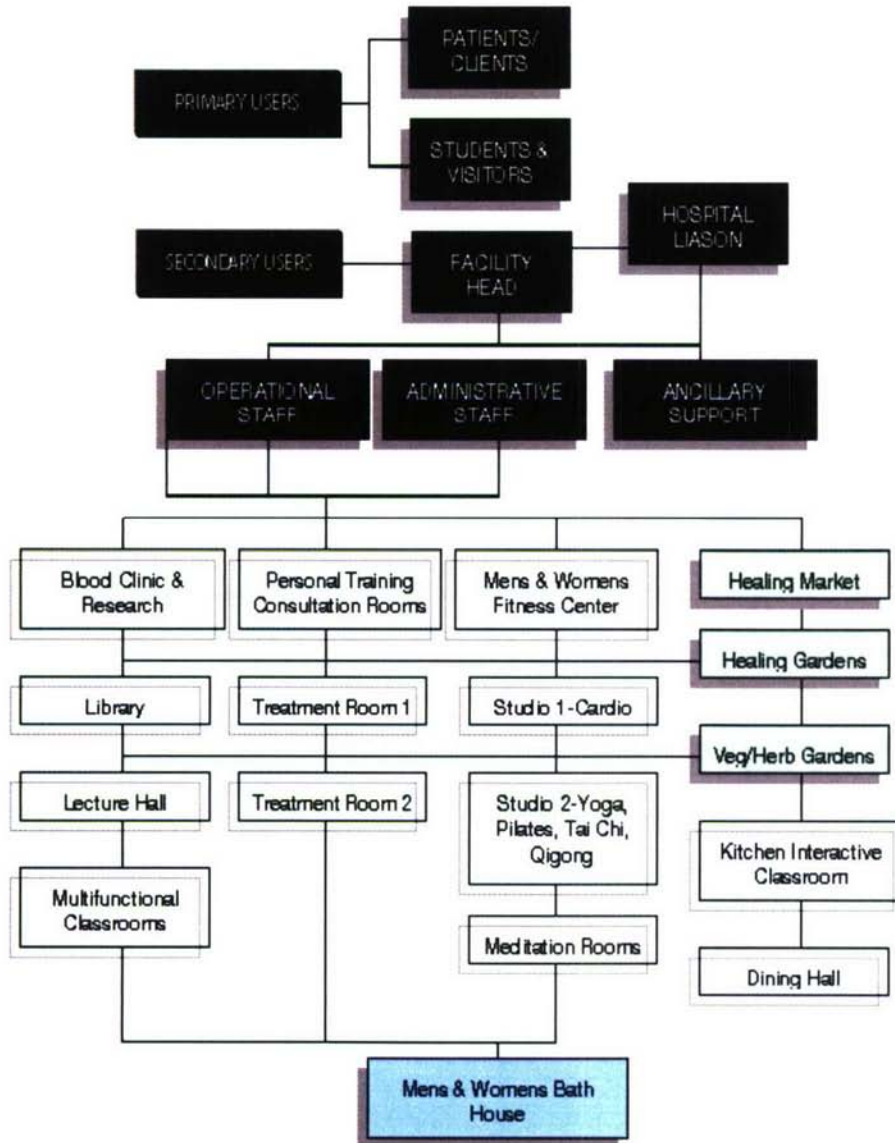 PATIENTS/
CLIENTS
PRIMARY USERS
STUDENTS &
VISITORS
HOSPITAL
LIASON
SECONDARY USERS
FACILITY
HEAD
OPERATIONAL
STAFF
ADMINISTRATIVE
STAFF
ANCILLARY
SUPPORT
Blood Clinic &
Research
Personal Training
Consultation Rooms
Mens & Womens
Fitness Center
Healing Market
Healing Gardens
Library
Treatment Room 1
Studio 1-Cardio
Veg/Herb Gardens
Lecture Hall
Treatment Room 2
Studio 2-Yoga,
Pilates, Tai Chi,
Qigong
Kitchen Interactive
Classroom
Multifunctional
Classrooms
Meditation Rooms
Dining Hall
Mens & Womens Bath
House